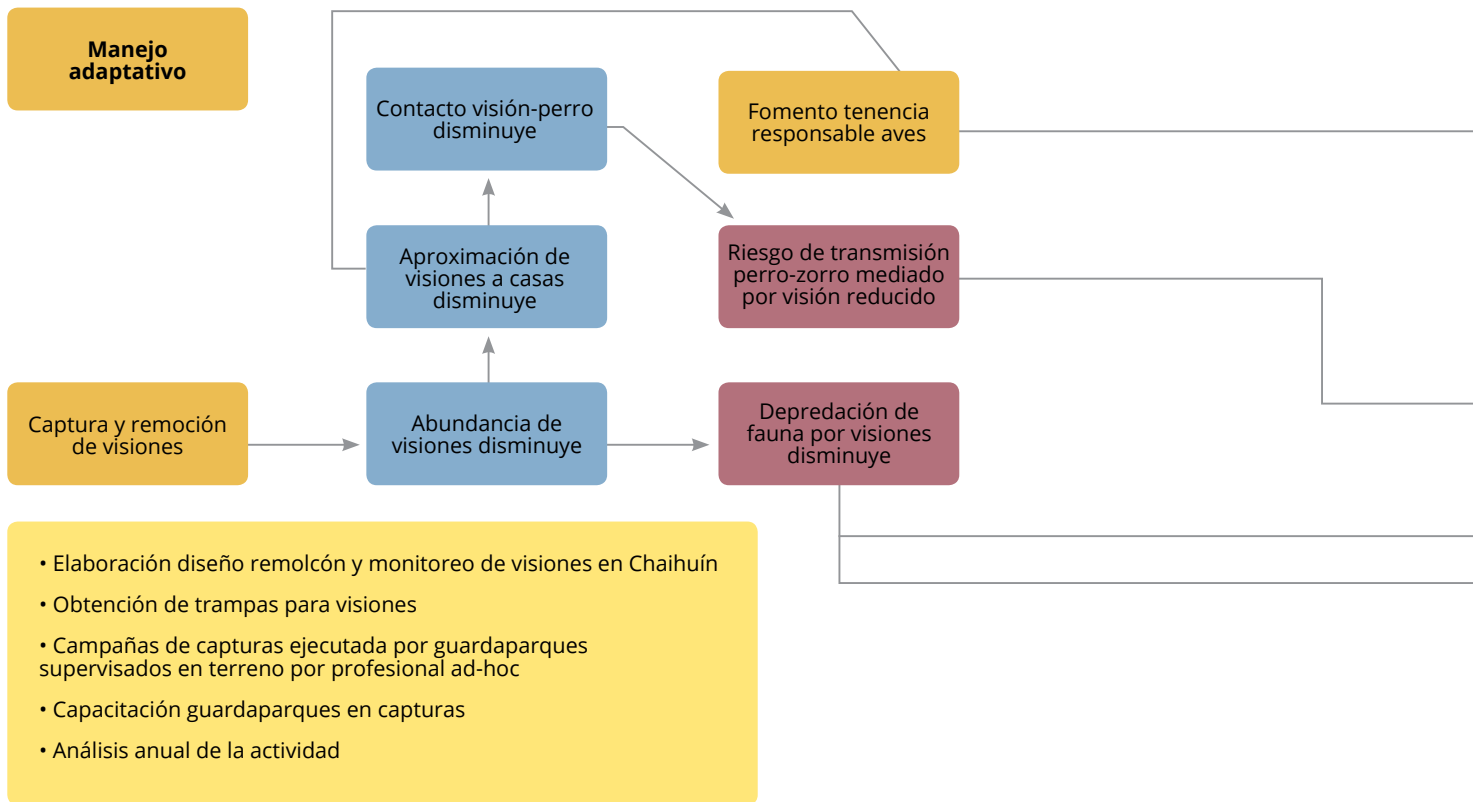 Manejo
adaptativo
Contacto visión-perro
disminuye
Fomento tenencia
responsable aves
Aproximación de
visiones a casas
disminuye
Riesgo de transmisión
perro-zorro mediado
por visión reducido
Captura y remoción
de visiones
Abundancia de
visiones disminuye
Depredación de
fauna por visiones
disminuye
• Elaboración diseño remolcón y monitoreo de visiones en Chaihuín
• Obtención de trampas para visiones
• Campañas de capturas ejecutada por guardaparques
supervisados en terreno por profesional ad-hoc
• Capacitación guardaparques en capturas
• Análisis anual de la actividad